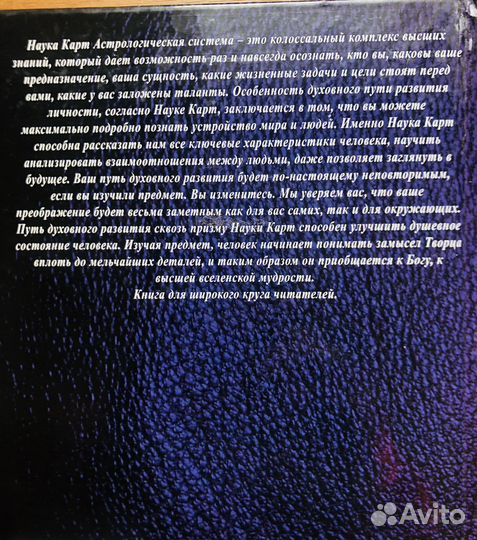 Наука Карт Астрологическая система – это колоссальный комплекс высших
знаний, который дает возможность раз и навсегда осознать, кто вы, каковы ваше
предназначение, ваша сущность, какие жизненные задачи и цели стоят перед
вами, какие у вас заложены таланты. Особенность духовного пути развития
личности, согласно Науке Карт, заключается в том, что вы можете
максимально подробно познать устройство мира и людей. Именно Наука Карт
способна рассказать нам все ключевые характеристики человека, научить
анализировать взаимоотношения между людьми, даже позволяет заглянуть в
будущее. Ваш путь духовного развития будет по-настоящему неповторимым,
если вы изучили предмет. Вы изменитесь. Мы уверяем вас, что ваше
преображение будет весьма заметным как для вас самих, так и для окружающих.
Путь духовного развития сквозь призму Науки Карт способен улучшить душевное
состояние человека. Изучая предмет, человек начинает понимать замысел Творца
вплоть до мельчайших деталей, и таким образом он приобщается к Богу, к
высшей вселенской мудрости.
Книга для широкого круга читателей.
Avito